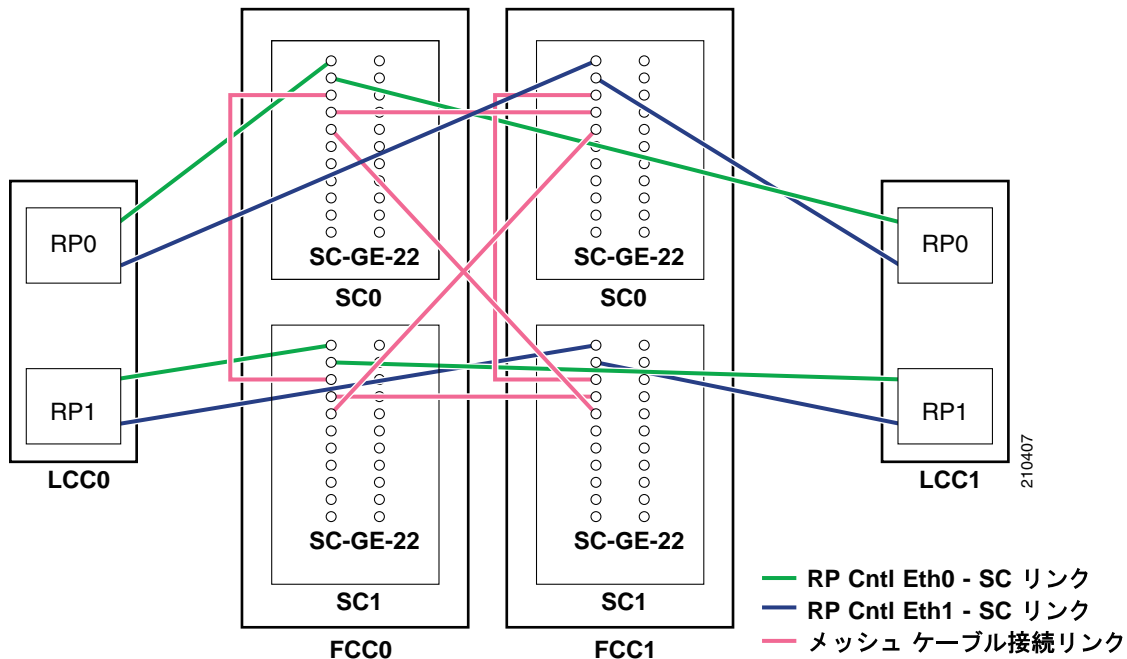 SC-GE-22
SC0
SC-GE-22
SC0
RP0
RP1
LCC0
RP0
RP1
LCC1
210407
SC-GE-22
SC1
FCC0
SC-GE-22
SC1
FCC1
RP Cntl Eth0 - SC リンク
RP Cntl Eth1 - SC リンク
メッシュ ケーブル接続リンク